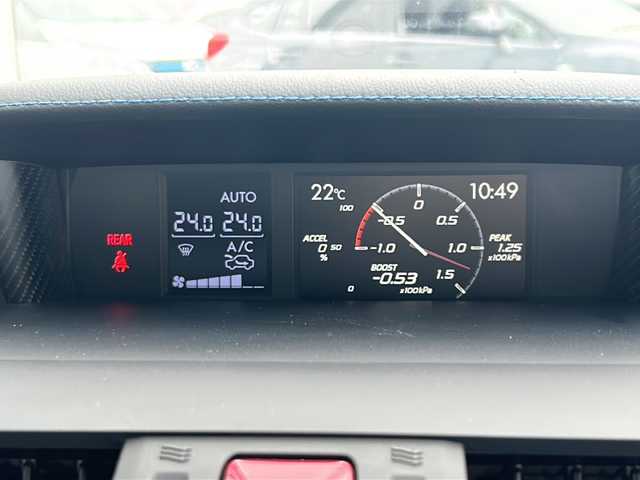 REAR
AUTO
24.0 24.0
A/C
22°C
10:49
100
ACCEL
0 50
%
0
-1.0
-0.5
0
0.5
1.0
1.5
BOOST
-0.53
x100kPa
PEAK
1.25
x100kPa